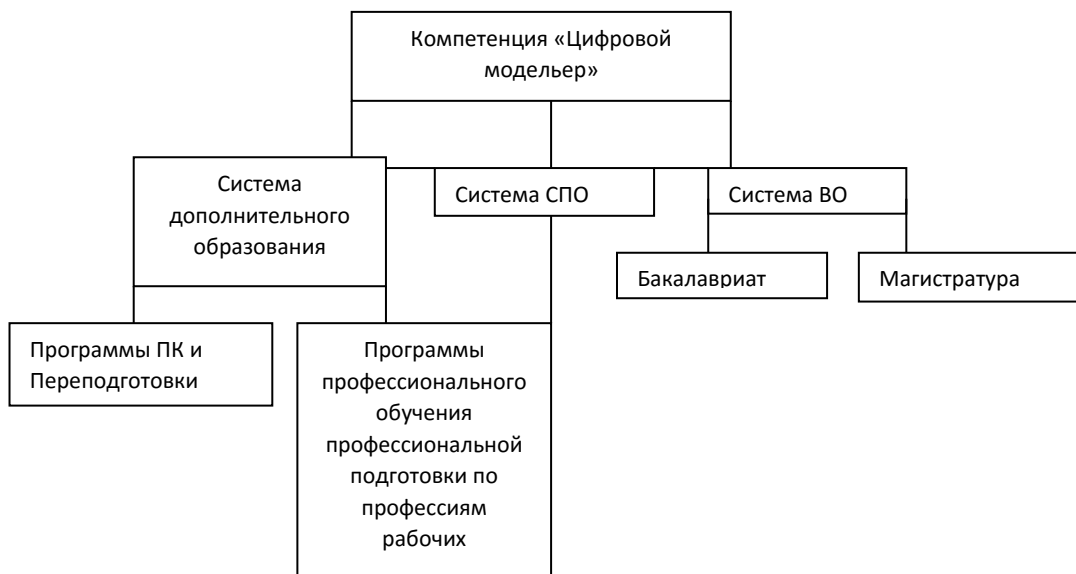 Компетенция «Цифровой
модельер»
Система
дополнительного
образования
Система СПО
Система ВО
Бакалавриат
Магистратура
Программы ПК и
Переподготовки
Программы
профессионального
обучения
профессиональной
подготовки по
профессиям
рабочих